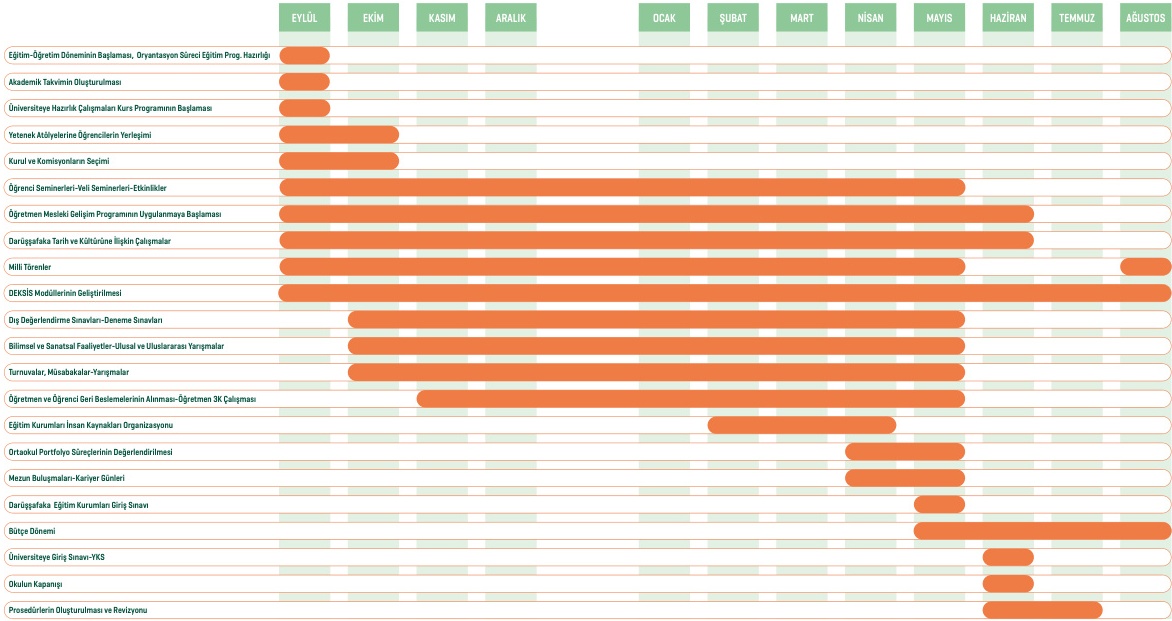 EYLÜL EKİM KASIM ARALIK OCAK ŞUBAT MART NİSAN MAYIS HAZİRAN TEMMUZ AĞUSTOS
Eğitim-Öğretim Döneminin Başlaması, Oryantasyon Süreci Eğitim Prog. Hazırlığı
Akademik Takvimin Oluşturulması
Üniversiteye Hazırlık Çalışmaları Kurs Programının Başlaması
Yetenek Atölyelerine Öğrencilerin Yerleşimi
Kurul ve Komisyonların Seçimi
Öğrenci Seminerleri-Veli Seminerleri-Etkinlikler
Öğretmen Mesleki Gelişim Programının Uygulanmaya Başlaması
Darüşşafaka Tarih ve Kültürüne İlişkin Çalışmalar
Milli Törenler
DEKSİS Modüllerinin Geliştirilmesi
Dış Değerlendirme Sınavları-Deneme Sınavları
Bilimsel ve Sanatsal Faaliyetler-Ulusal ve Uluslararası Yarışmalar
Turnuvalar, Müsabakalar-Yarışmalar
Öğretmen ve Öğrenci Geri Beslemelerinin Alınması-Öğretmen 3K Çalışması
Eğitim Kurumları İnsan Kaynakları Organizasyonu
Ortaokul Portfolyo Süreçlerinin Değerlendirilmesi
Mezun Buluşmaları-Kariyer Günleri
Darüşşafaka Eğitim Kurumları Giriş Sınavı
Bütçe Dönemi
Üniversiteye Giriş Sınavı-YKS
Okulun Kapanışı
Prosedürlerin Oluşturulması ve Revizyonu